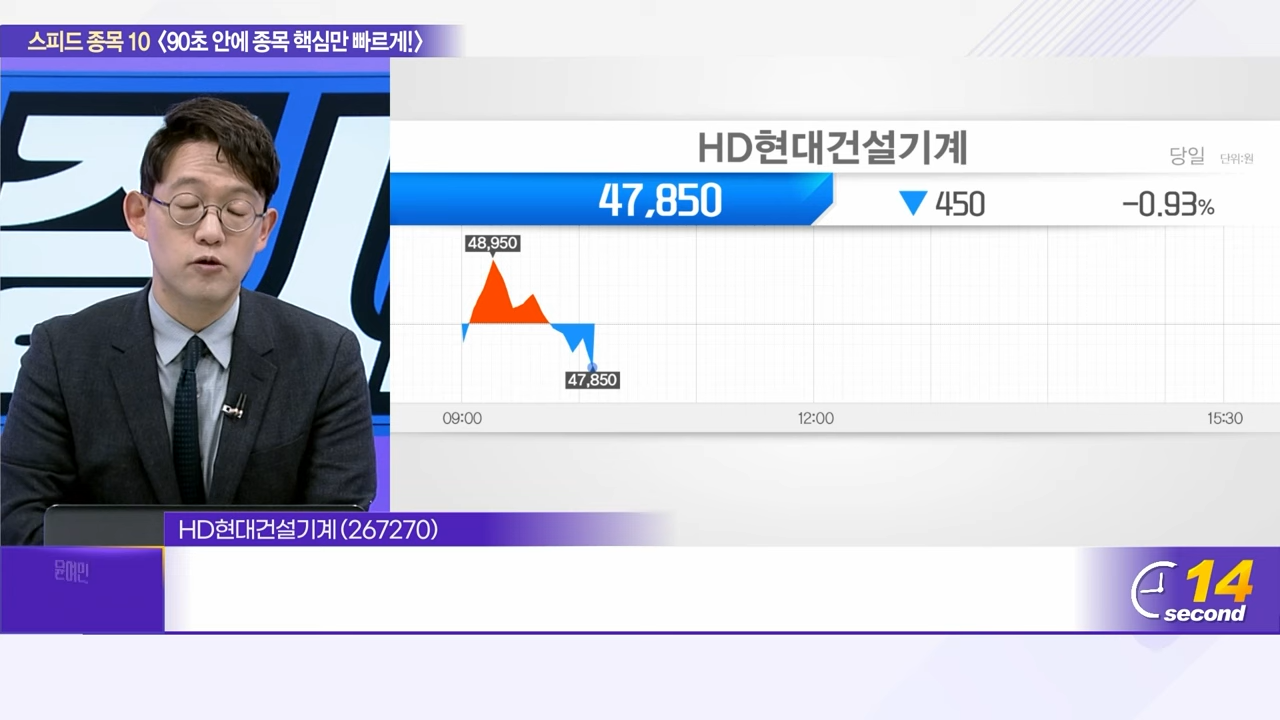 스피드 종목 10 〈90초 안에 종목 핵심만 빠르게!〉
HD현대건설기계
당일 단위:원
47,850 ▼ 450 -0.93%
48,950
47,850
09:00 12:00 15:30
HD현대건설기계 (267270)
14
second